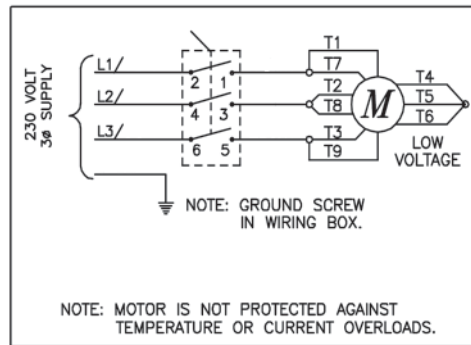 230 VOLT
3ø SUPPLY
L1/
L2/
L3/
2 1
4 3
6 5
T1
T7
T2
T8
T3
T9
M
T4
T5
T6
LOW
VOLTAGE
NOTE: GROUND SCREW
IN WIRING BOX.
NOTE: MOTOR IS NOT PROTECTED AGAINST
TEMPERATURE OR CURRENT OVERLOADS.